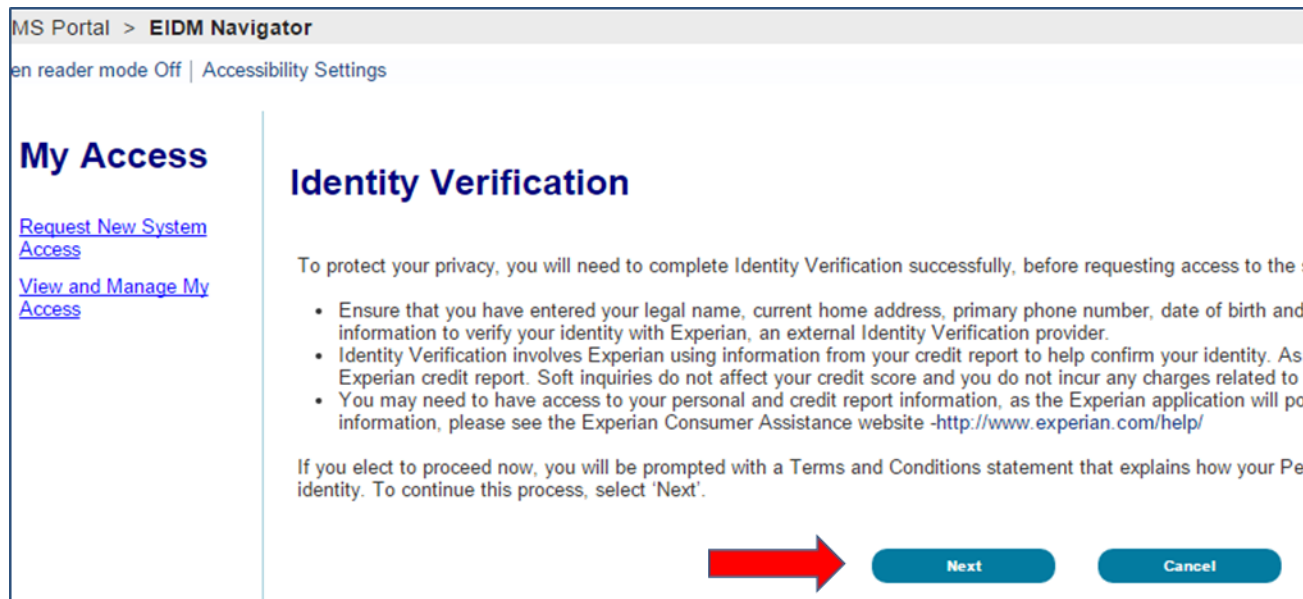 MS Portal > EIDM Navigator
en reader mode Off | Accessibility Settings
My Access
Request New System
Access
View and Manage My
Access
Identity Verification
To protect your privacy, you will need to complete Identity Verification successfully, before requesting access to the
• Ensure that you have entered your legal name, current home address, primary phone number, date of birth and
information to verify your identity with Experian, an external Identity Verification provider.
• Identity Verification involves Experian using information from your credit report to help confirm your identity. As
Experian credit report. Soft inquiries do not affect your credit score and you do not incur any charges related to
• You may need to have access to your personal and credit report information, as the Experian application will po
information, please see the Experian Consumer Assistance website -http://www.experian.com/help/
If you elect to proceed now, you will be prompted with a Terms and Conditions statement that explains how your Pe
identity. To continue this process, select ‘Next’.
Next
Cancel